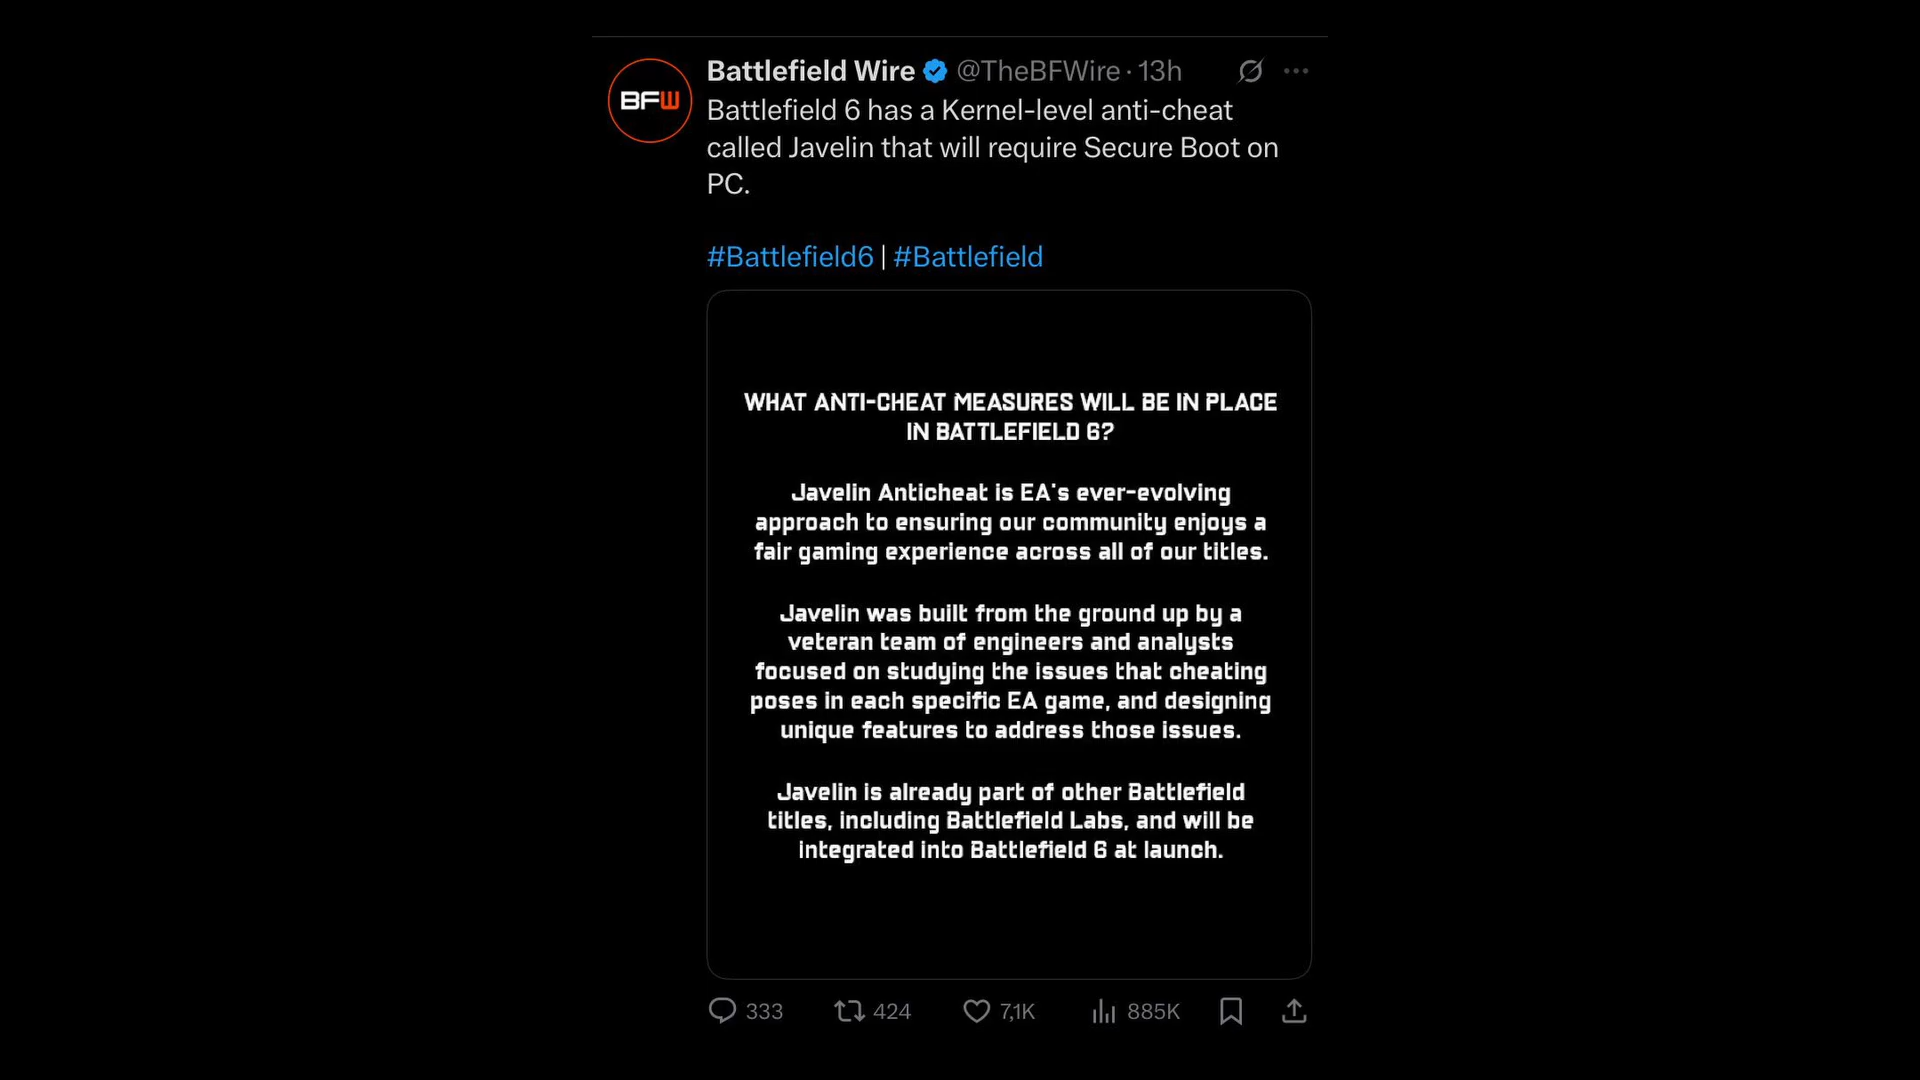 BFW
Battlefield Wire @TheBFWire · 13h
Battlefield 6 has a Kernel-level anti-cheat
called Javelin that will require Secure Boot on
PC.
#Battlefield6 | #Battlefield
WHAT ANTI-CHEAT MEASURES WILL BE IN PLACE
IN BATTLEFIELD 6?
Javelin Anticheat is EA's ever-evolving
approach to ensuring our community enjoys a
fair gaming experience across all of our titles.
Javelin was built from the ground up by a
veteran team of engineers and analysts
focused on studying the issues that cheating
poses in each specific EA game, and designing
unique features to address those issues.
Javelin is already part of other Battlefield
titles, including Battlefield Labs, and will be
integrated into Battlefield 6 at launch.
333 424 7,1K 885K